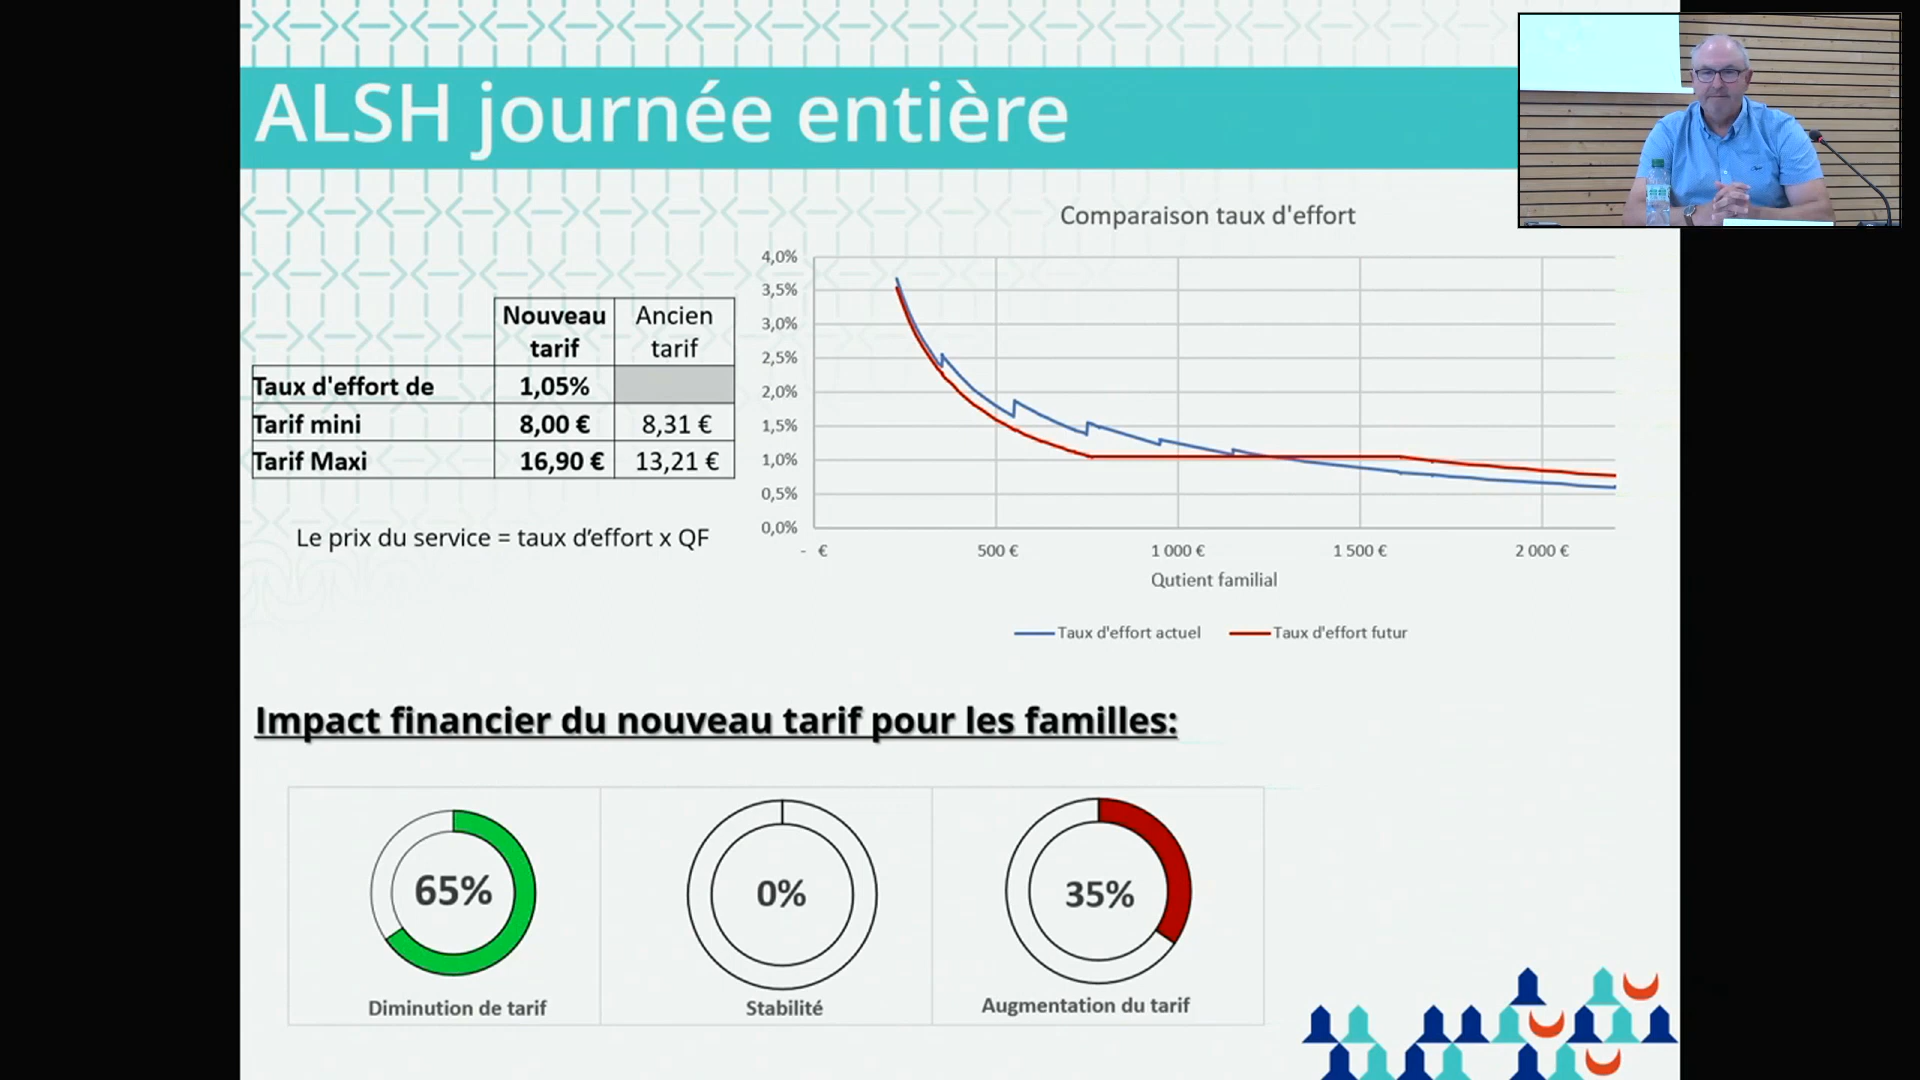 ALSH journée entière
Comparaison taux d'effort
Nouveau tarif
Ancien tarif
Taux d'effort de 1,05%
Tarif mini 8,00 € 8,31 €
Tarif Maxi 16,90 € 13,21 €
Le prix du service = taux d’effort x QF
4,0%
3,5%
3,0%
2,5%
2,0%
1,5%
1,0%
0,5%
0,0%
- € 500 € 1 000 € 1 500 € 2 000 €
Qutient familial
Taux d'effort actuel Taux d'effort futur
Impact financier du nouveau tarif pour les familles:
65% 0% 35%
Diminution de tarif Stabilité Augmentation du tarif